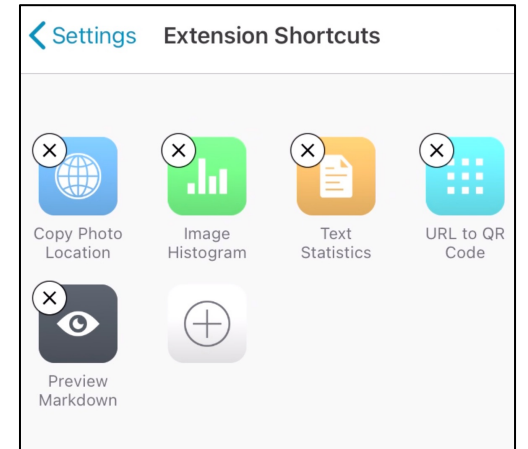 Settings Extension Shortcuts
Copy Photo
Location
Image
Histogram
Text
Statistics
URL to QR
Code
Preview
Markdown